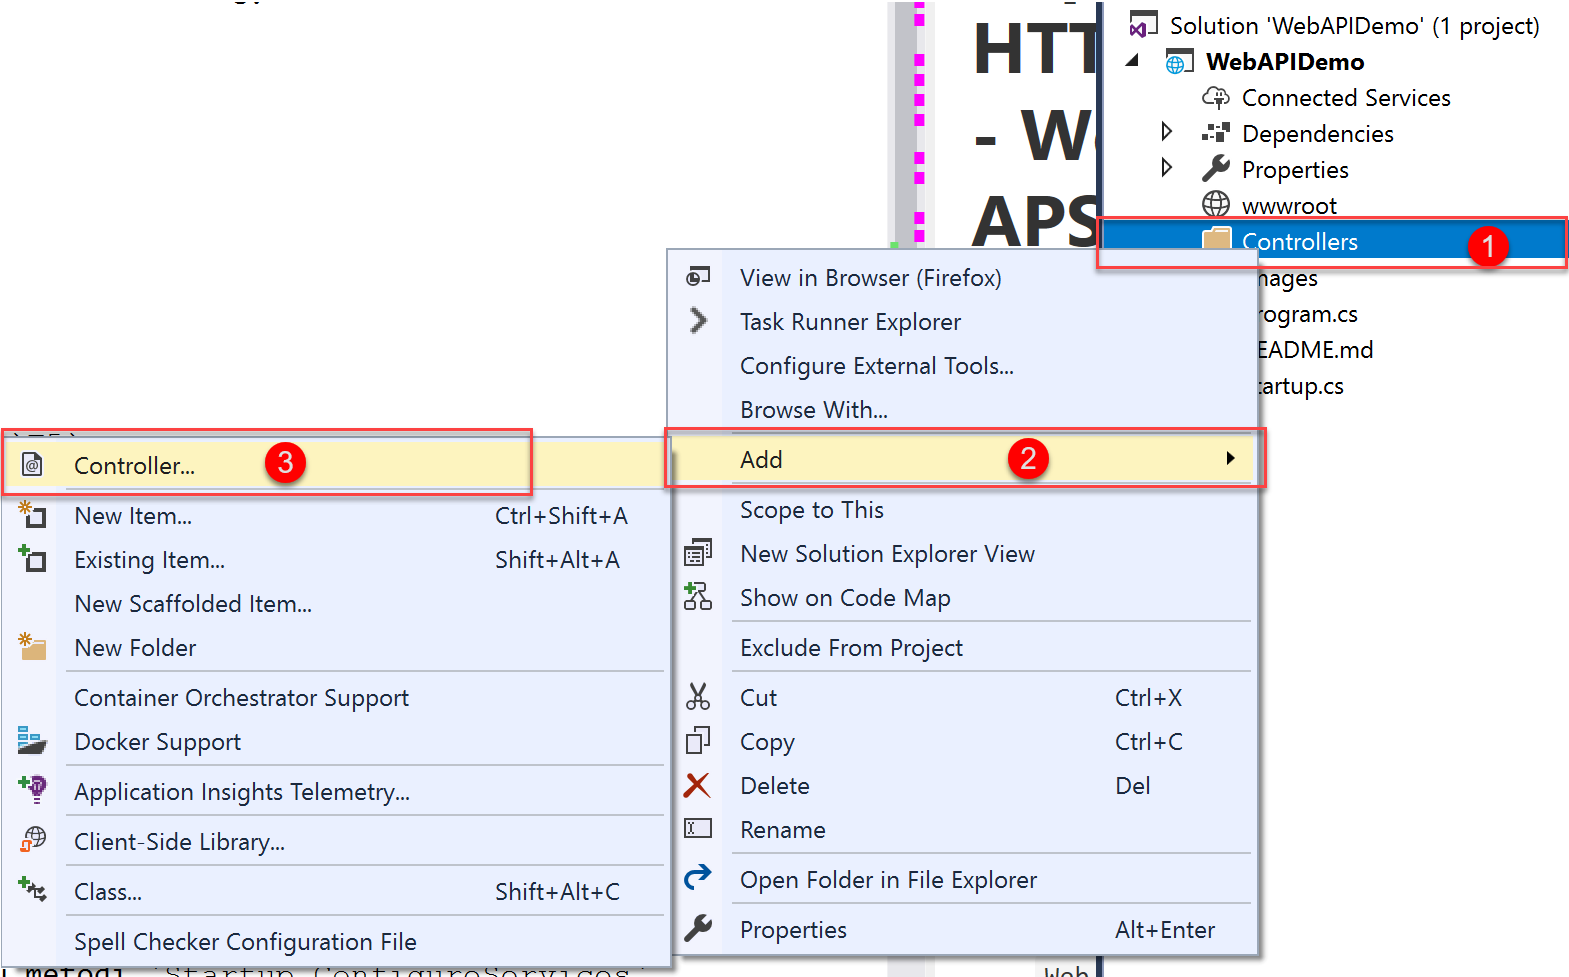 HTT
- W
APS
Solution 'WebAPIDemo' (1 project)
WebAPIDemo
Connected Services
Dependencies
Properties
wwwroot
Controllers 1
mages
rogram.cs
EADME.md
tartup.cs
View in Browser (Firefox)
Task Runner Explorer
Configure External Tools...
Browse With...
Add 2
Scope to This
New Solution Explorer View
Show on Code Map
Exclude From Project
Cut Ctrl+X
Copy Ctrl+C
Delete Del
Rename
Open Folder in File Explorer
Properties Alt+Enter
Controller... 3
New Item... Ctrl+Shift+A
Existing Item... Shift+Alt+A
New Scaffolded Item...
New Folder
Container Orchestrator Support
Docker Support
Application Insights Telemetry...
Client-Side Library...
Class... Shift+Alt+C
Spell Checker Configuration File
i metodi `Startup.ConfigureServices`
Web